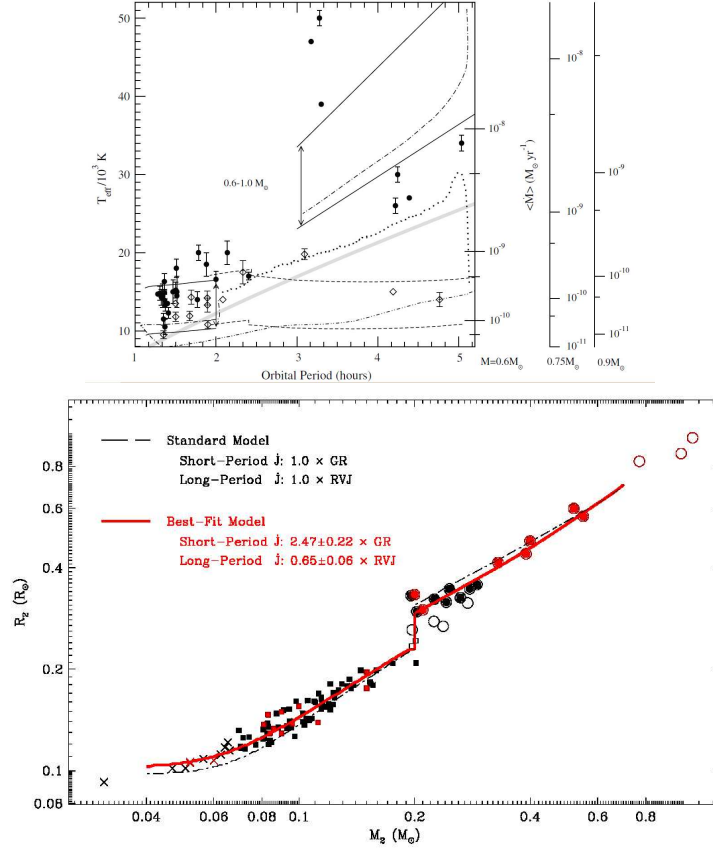 50
40
30
20
10
T_eff/10³ K
0.6-1.0 M⊙
1
2
3
4
5
Orbital Period (hours)
10⁻⁸
10⁻⁹
10⁻¹⁰
<Ṁ> (M⊙ yr⁻¹)
M=0.6M⊙
10⁻⁸
10⁻⁹
10⁻¹⁰
10⁻¹¹
0.75M⊙
10⁻⁹
10⁻¹⁰
10⁻¹¹
0.9M⊙
Standard Model
Short-Period J̇: 1.0 × GR
Long-Period J̇: 1.0 × RVJ
Best-Fit Model
Short-Period J̇: 2.47±0.22 × GR
Long-Period J̇: 0.65±0.06 × RVJ
0.8
0.6
0.4
0.2
0.1
0.08
R₂ (R⊙)
0.04
0.06
0.08
0.1
0.2
0.4
0.6
0.8
M₂ (M⊙)